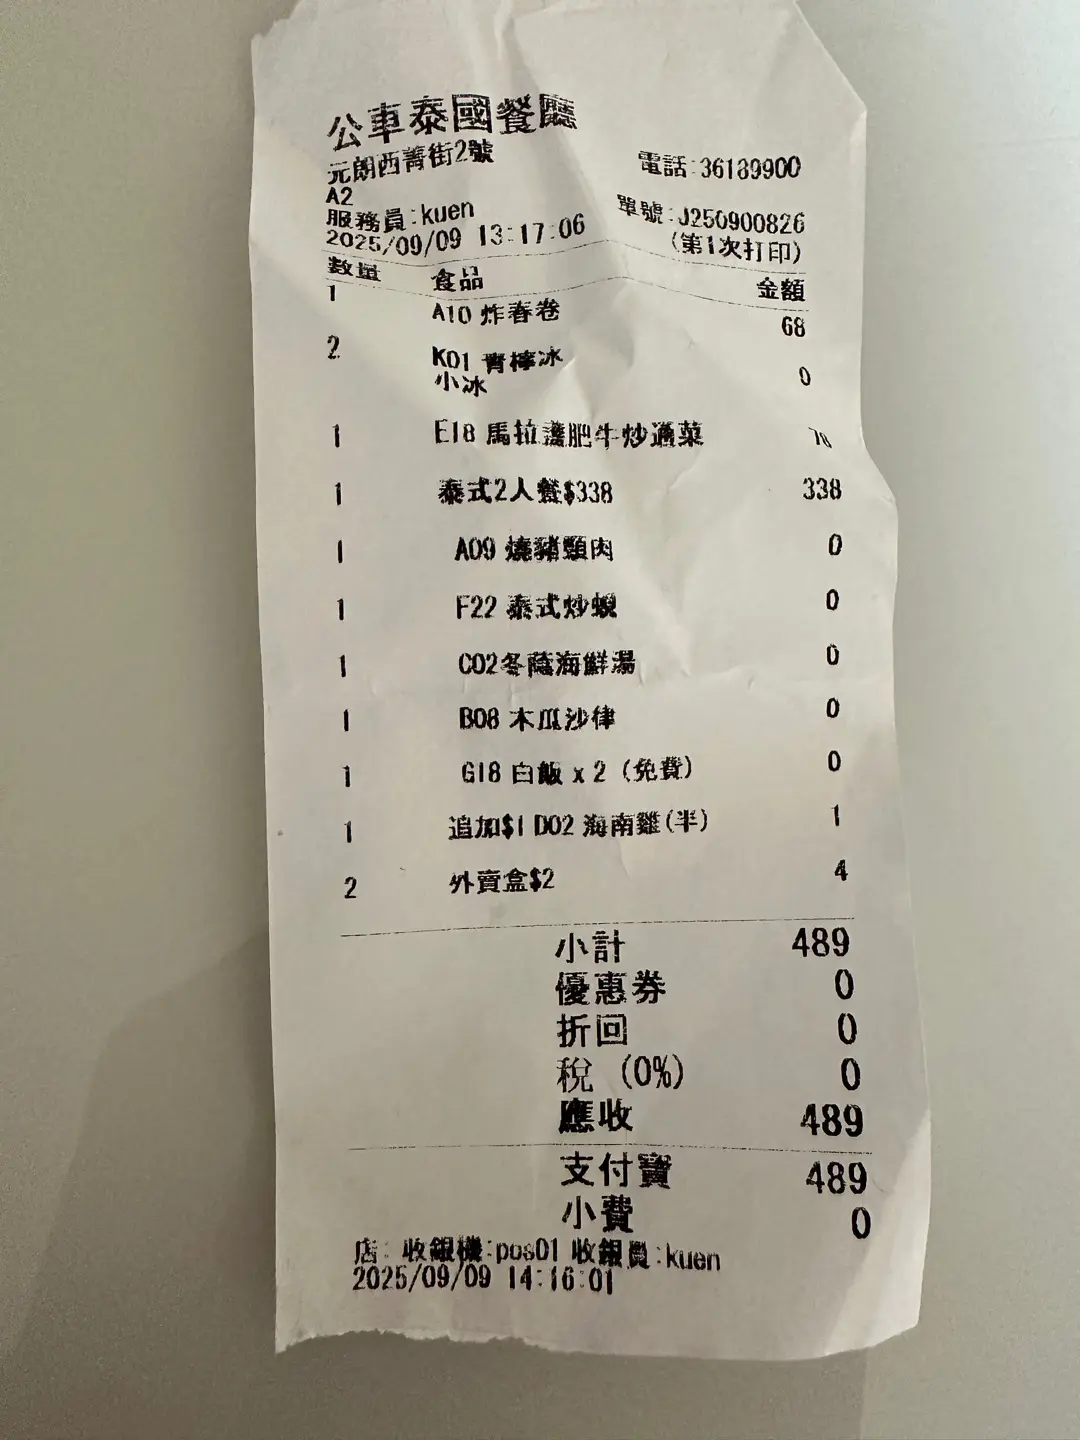 公車泰國餐廳
元朗西菁街2號 電話:36139900
A2
服務員:kuen 單號:J250900826
2025/09/09 13:17:06 (第1次打印)
數量 食品 金額
1 A10 炸春卷 68
2 K01 青檸冰 0
小冰
1 E18 馬拉盞肥牛炒通菜 78
1 泰式2人餐$338 338
1 A09 燒豬頸肉 0
1 F22 泰式炒蜆 0
1 C02冬蔭海鮮湯 0
1 B08 木瓜沙律 0
1 G18 白飯 x 2 (免費) 0
1 追加$1 D02 海南雞(半) 1
2 外賣盒$2 4
小計 489
優惠券 0
折回 0
稅 (0%) 0
應收 489
支付寶 489
小費 0
店: 收銀機:pos01 收銀員:kuen
2025/09/09 14:16:01